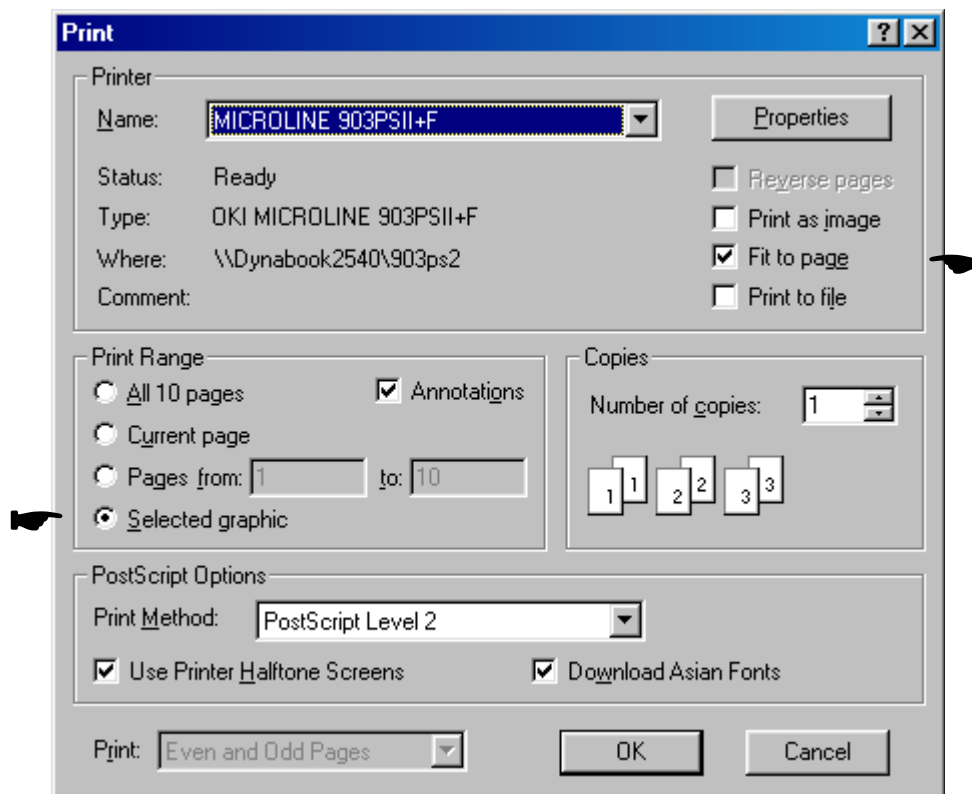 Print
Printer
Name: MICROLINE 903PSII+F Properties
Status: Ready Reverse pages
Type: OKI MICROLINE 903PSII+F Print as image
Where: \\Dynabook2540\903ps2 Fit to page
Comment: Print to file
Print Range Copies
All 10 pages Annotations Number of copies: 1
Current page
Pages from: 1 to: 10
1 1 2 2 3 3
Selected graphic
PostScript Options
Print Method: PostScript Level 2
Use Printer Halftone Screens Download Asian Fonts
Print: Even and Odd Pages OK Cancel